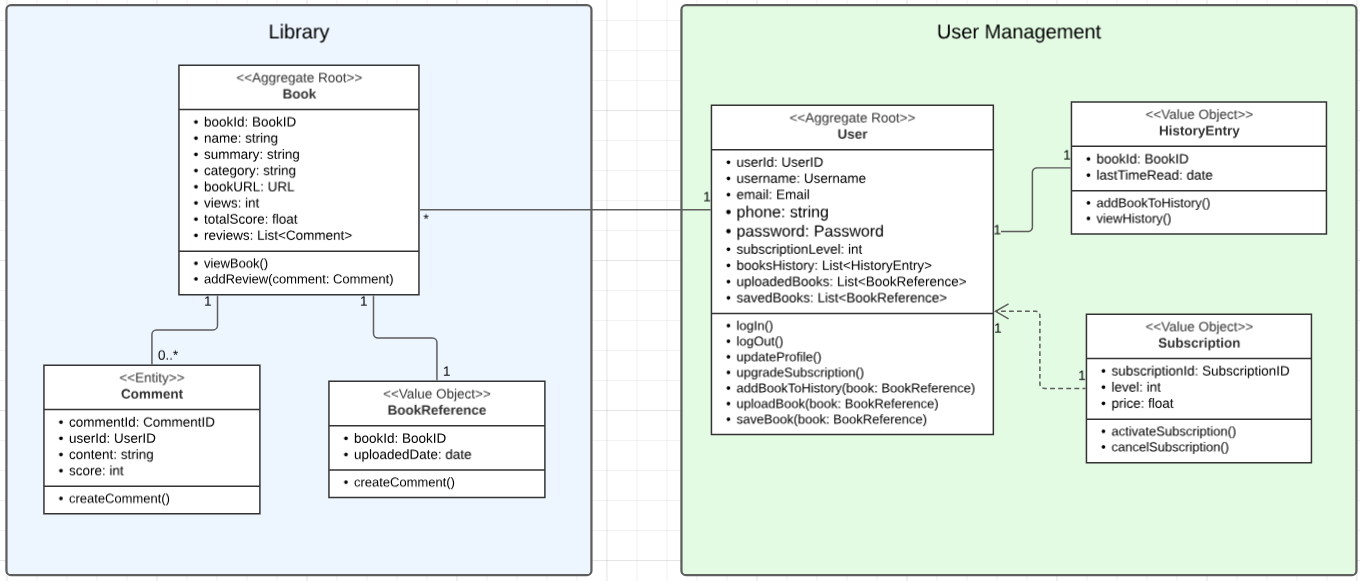 Library
<<Aggregate Root>>
Book
• bookId: BookID
• name: string
• summary: string
• category: string
• bookURL: URL
• views: int
• totalScore: float
• reviews: List<Comment>
• viewBook()
• addReview(comment: Comment)
1
1
0..*
1
*
1
<<Entity>>
Comment
• commentId: CommentID
• userId: UserID
• content: string
• score: int
• createComment()
<<Value Object>>
BookReference
• bookId: BookID
• uploadedDate: date
• createComment()
User Management
<<Aggregate Root>>
User
• userId: UserID
• username: Username
• email: Email
• phone: string
• password: Password
• subscriptionLevel: int
• booksHistory: List<HistoryEntry>
• uploadedBooks: List<BookReference>
• savedBooks: List<BookReference>
• logIn()
• logOut()
• updateProfile()
• upgradeSubscription()
• addBookToHistory(book: BookReference)
• uploadBook(book: BookReference)
• saveBook(book: BookReference)
1
1
1
1
<<Value Object>>
HistoryEntry
• bookId: BookID
• lastTimeRead: date
• addBookToHistory()
• viewHistory()
<<Value Object>>
Subscription
• subscriptionId: SubscriptionID
• level: int
• price: float
• activateSubscription()
• cancelSubscription()